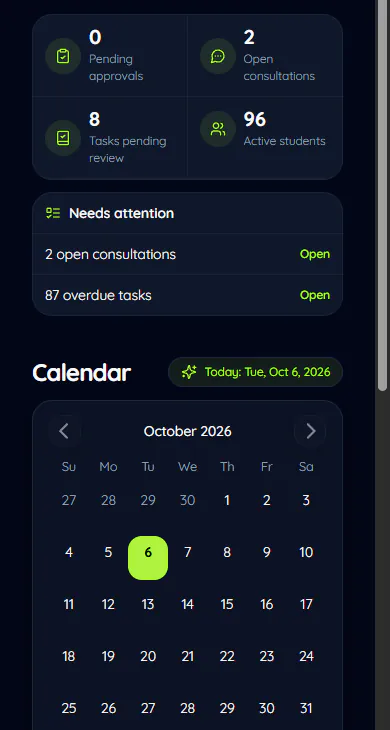 0
Pending
approvals
2
Open
consultations
8
Tasks pending
review
96
Active students
Needs attention
2 open consultations Open
87 overdue tasks Open
Calendar Today: Tue, Oct 6, 2026
October 2026
Su Mo Tu We Th Fr Sa
27 28 29 30 1 2 3
4 5 6 7 8 9 10
11 12 13 14 15 16 17
18 19 20 21 22 23 24
25 26 27 28 29 30 31